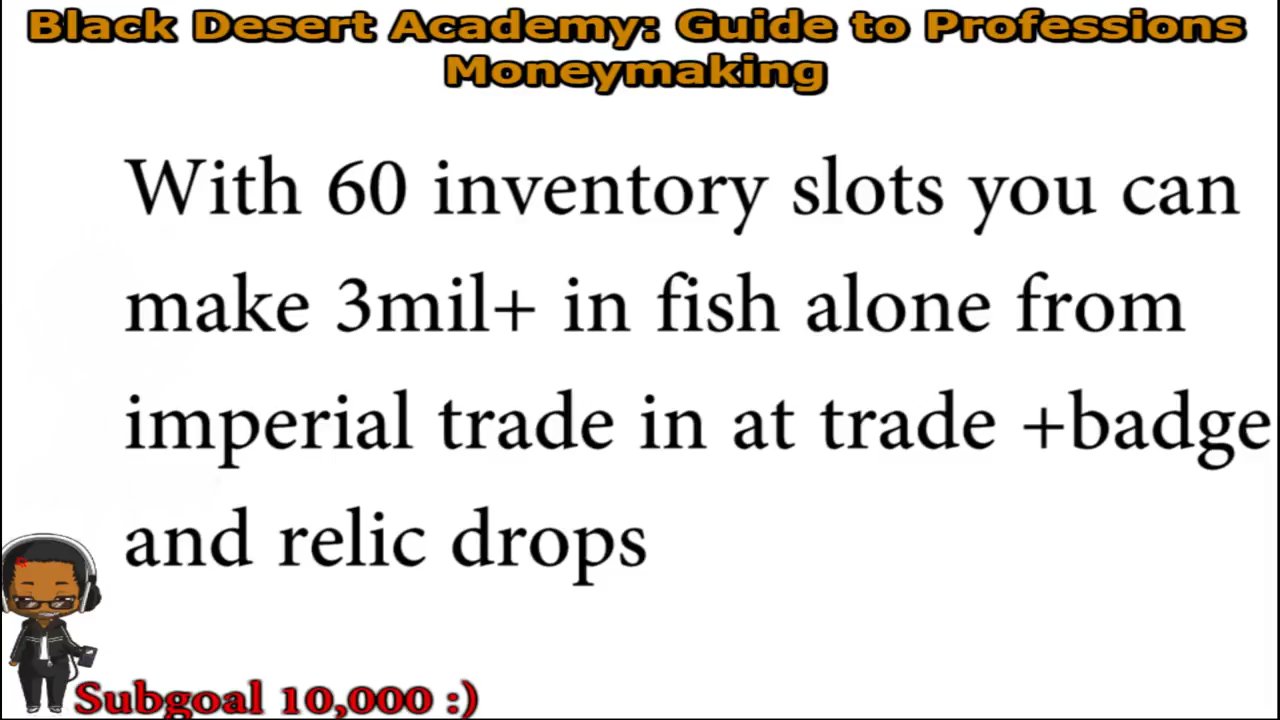 Black Desert Academy: Guide to Professions
Moneymaking
With 60 inventory slots you can
make 3mil+ in fish alone from
imperial trade in at trade +badge
and relic drops
Subgoal 10,000 :)